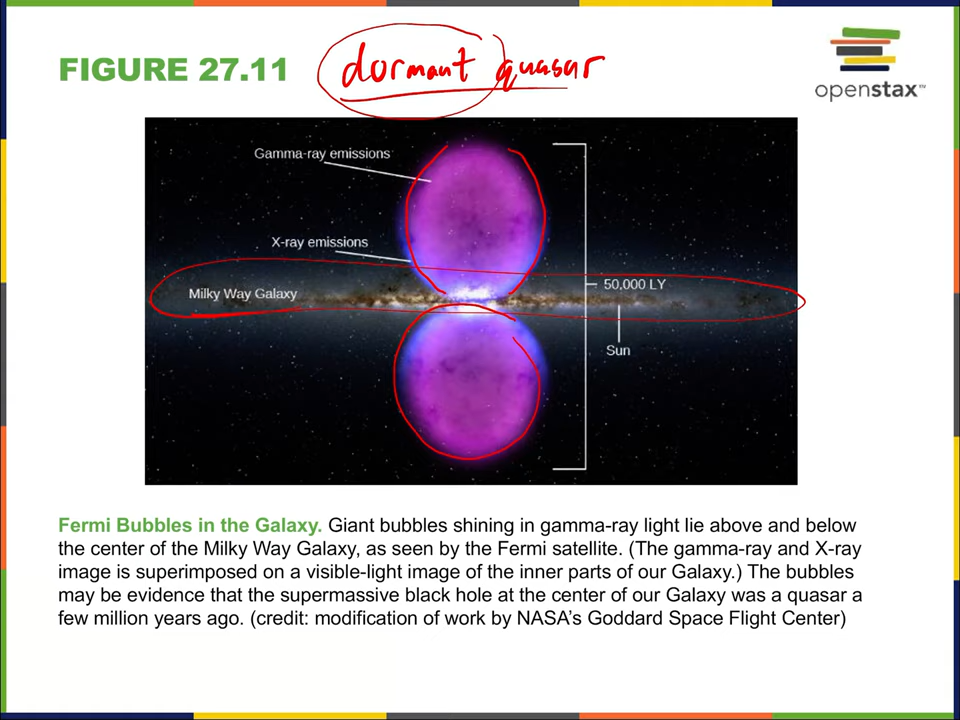 FIGURE 27.11
dormant quasar
openstax™
Gamma-ray emissions
X-ray emissions
Milky Way Galaxy
50,000 LY
Sun
Fermi Bubbles in the Galaxy. Giant bubbles shining in gamma-ray light lie above and below
the center of the Milky Way Galaxy, as seen by the Fermi satellite. (The gamma-ray and X-ray
image is superimposed on a visible-light image of the inner parts of our Galaxy.) The bubbles
may be evidence that the supermassive black hole at the center of our Galaxy was a quasar a
few million years ago. (credit: modification of work by NASA’s Goddard Space Flight Center)